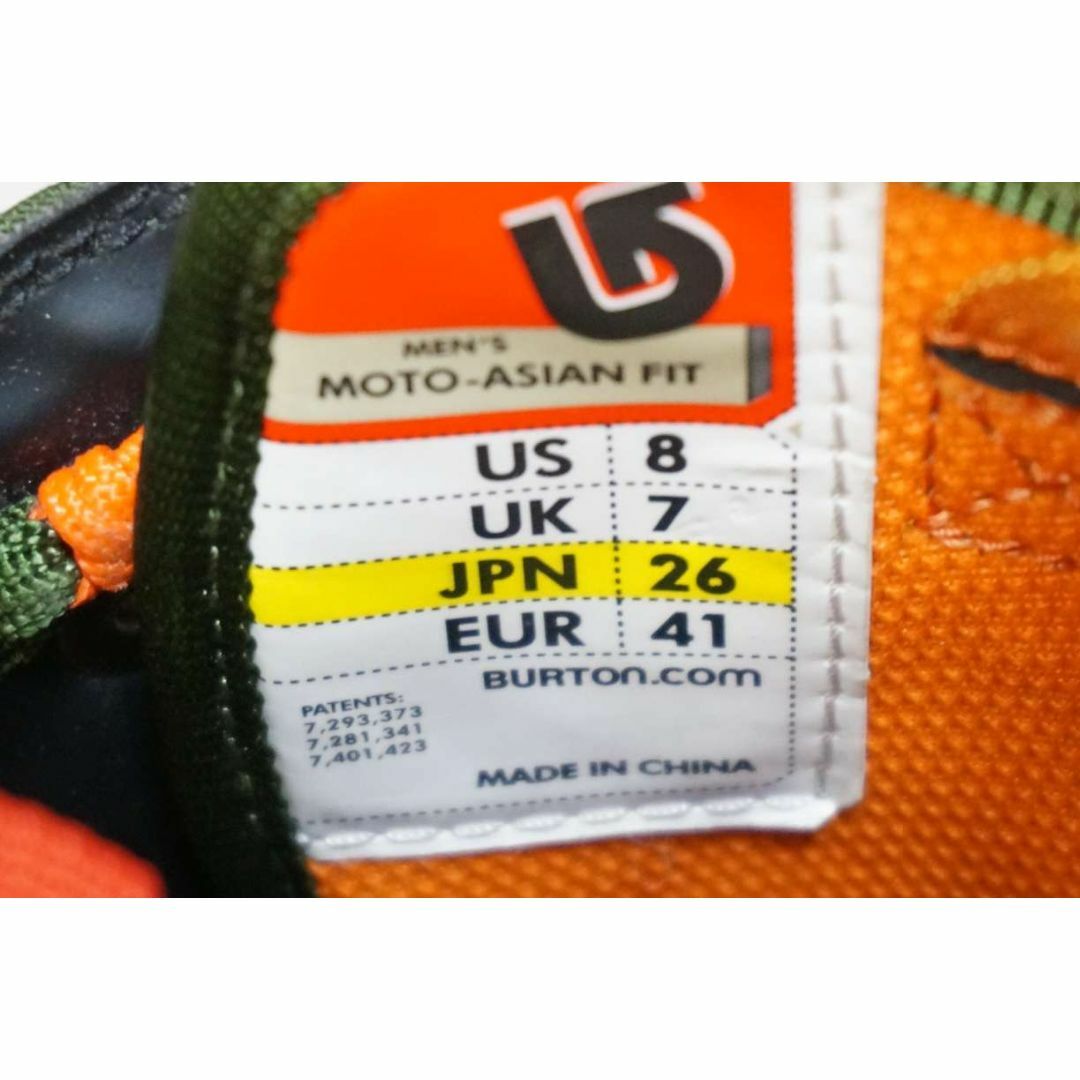 MEN'S
MOTO-ASIAN FIT
US 8
UK 7
JPN 26
EUR 41
BURTON.COM
PATENTS:
7,293,373
7,281,341
7,401,423
MADE IN CHINA